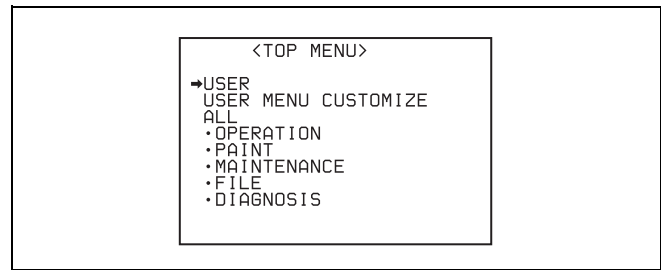 <TOP MENU>
➔USER
USER MENU CUSTOMIZE
ALL
•OPERATION
•PAINT
•MAINTENANCE
•FILE
•DIAGNOSIS